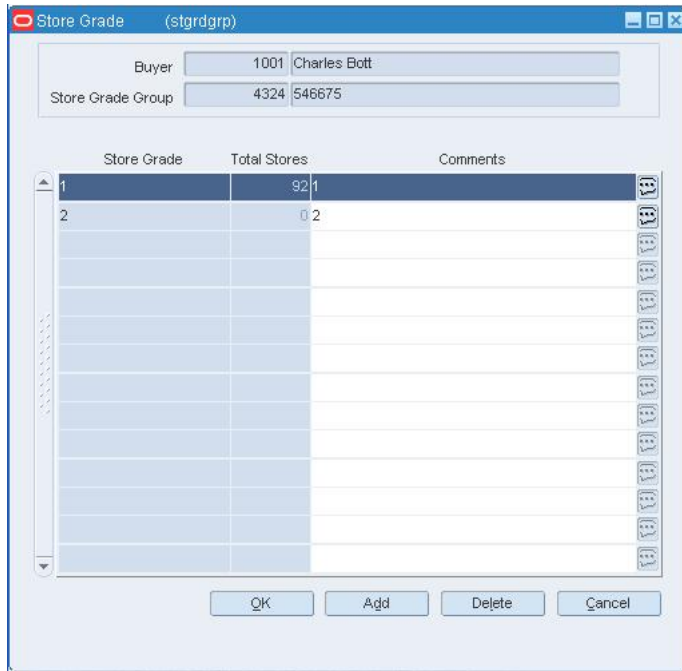 Store Grade (stgrdgrp)
Buyer 1001 Charles Bott
Store Grade Group 4324 546675
Store Grade Total Stores Comments
1 92 1
2 0 2
OK Add Delete Cancel